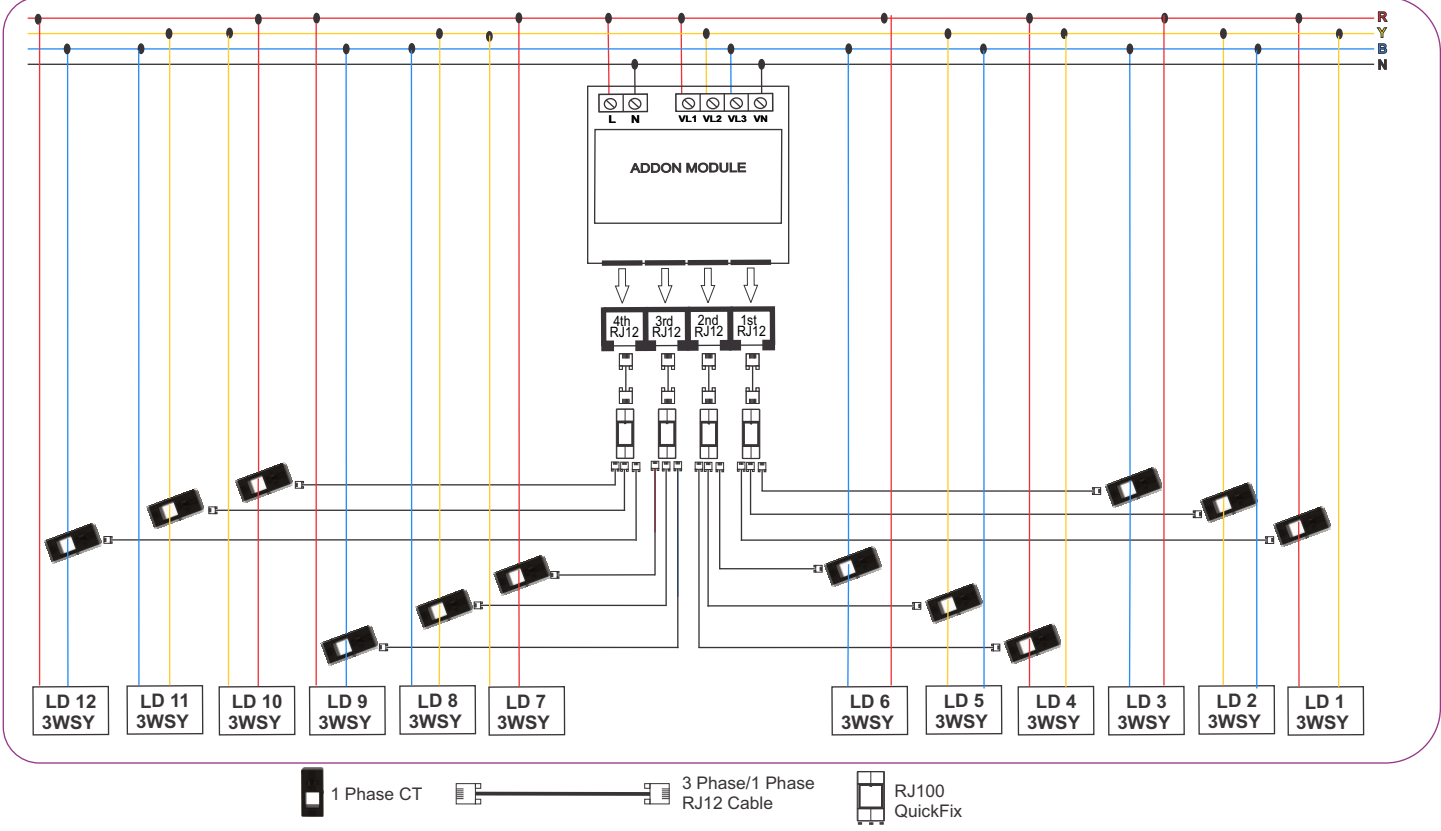 R
Y
B
N
L N VL1 VL2 VL3 VN
ADDON MODULE
4th
RJ12
3rd
RJ12
2nd
RJ12
1st
RJ12
LD 12
3WSY
LD 11
3WSY
LD 10
3WSY
LD 9
3WSY
LD 8
3WSY
LD 7
3WSY
LD 6
3WSY
LD 5
3WSY
LD 4
3WSY
LD 3
3WSY
LD 2
3WSY
LD 1
3WSY
1 Phase CT
3 Phase/1 Phase
RJ12 Cable
RJ100
QuickFix